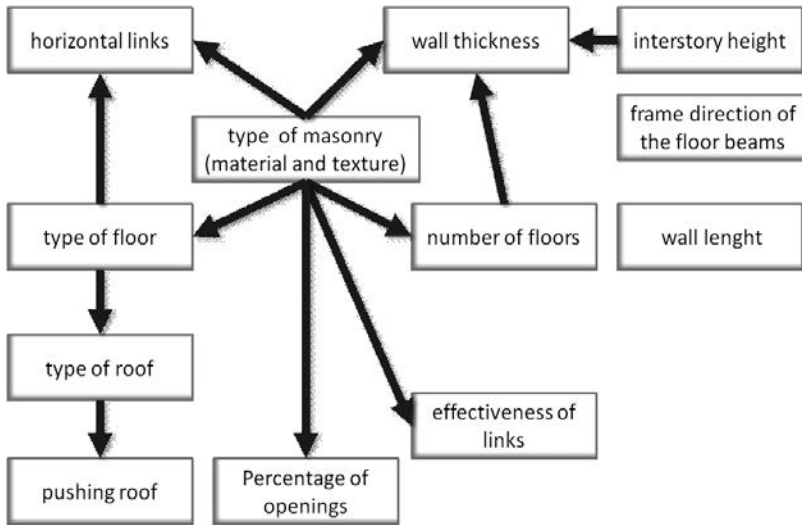 horizontal links
wall thickness
interstory height
type of masonry
(material and texture)
frame direction of
the floor beams
type of floor
number of floors
wall lenght
type of roof
effectiveness of
links
pushing roof
Percentage of
openings